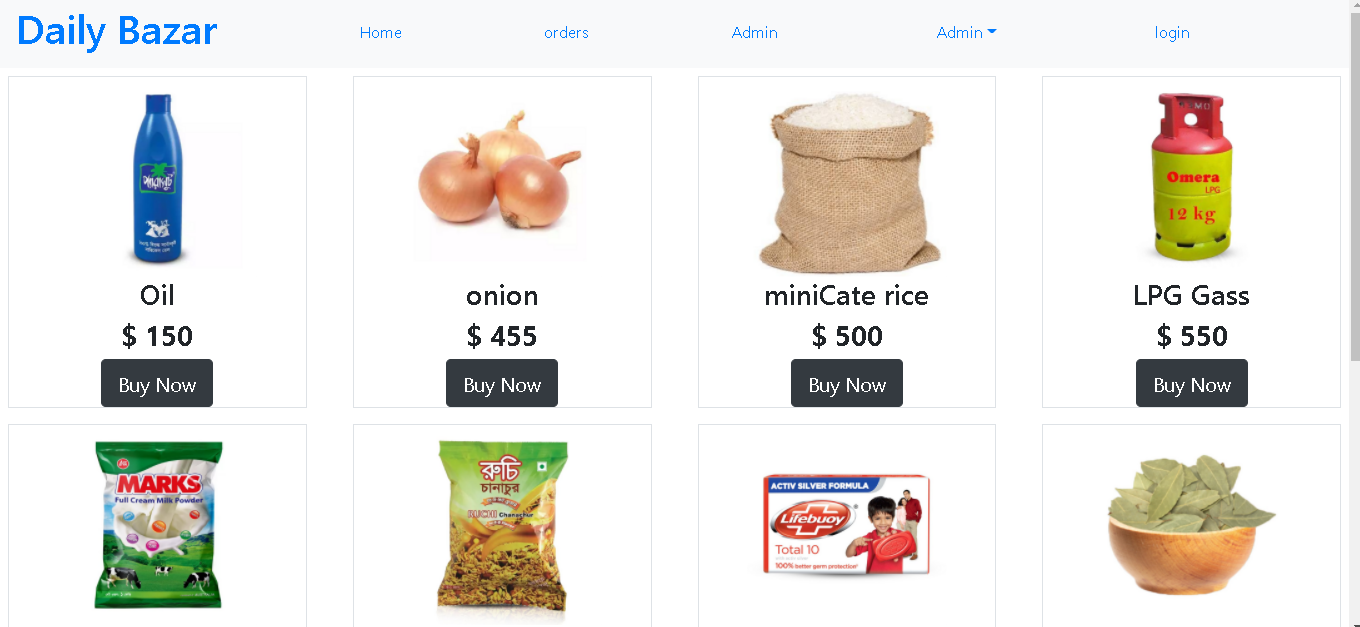 Daily Bazar
Home
orders
Admin
Admin
login
Oil
$ 150
Buy Now
onion
$ 455
Buy Now
miniCate rice
$ 500
Buy Now
Omera
LPG
12 kg
LPG Gass
$ 550
Buy Now
MARKS
Full Cream Milk Powder
রুচি
চানাচুর
RUCHI Chanachur
ACTIV SILVER FORMULA
Lifebuoy
Total 10
100% better germ protection